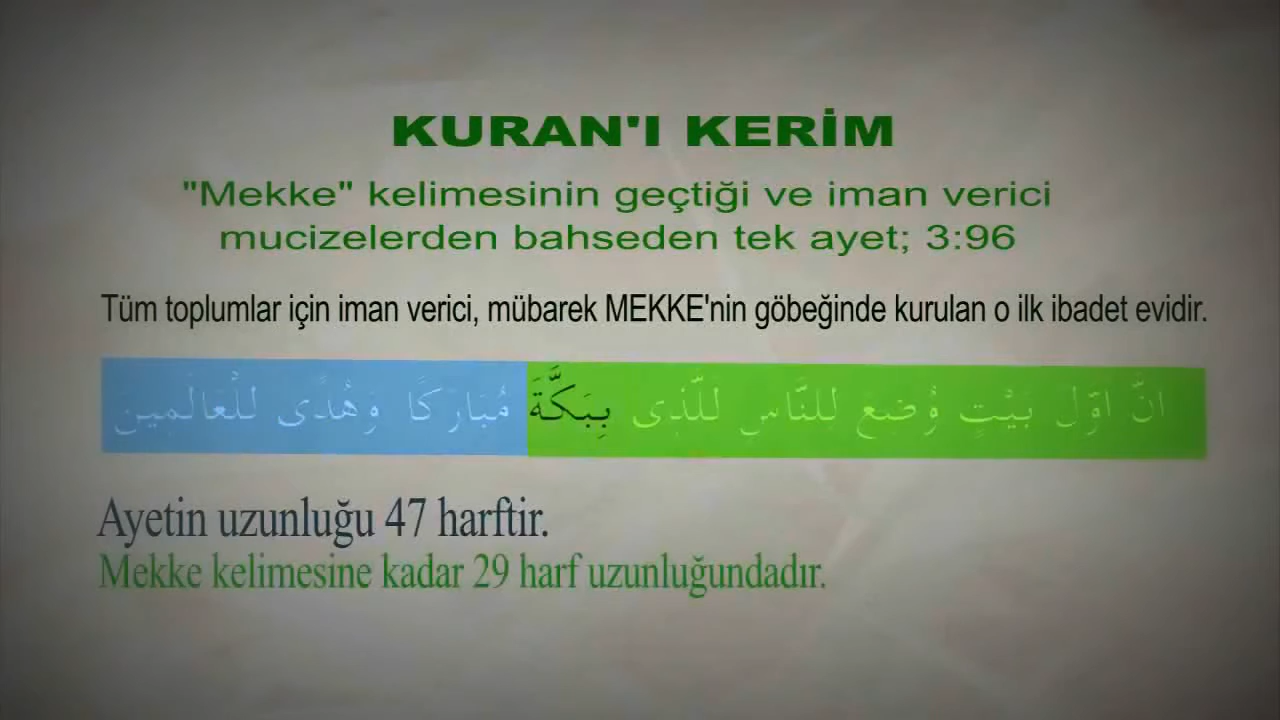 KURAN'I KERİM
"Mekke" kelimesinin geçtiği ve iman verici
mucizelerden bahseden tek ayet; 3:96
Tüm toplumlar için iman verici, mübarek MEKKE'nin göbeğinde kurulan o ilk ibadet evidir.
انَّ اوَّل بَيْتٍ وُضِع لِلنَّاسِ للَّذِى بِبَكَّةَ مُبَارَكًا وَهُدًى للْعَالَمِين
Ayetin uzunluğu 47 harftir.
Mekke kelimesine kadar 29 harf uzunluğundadır.